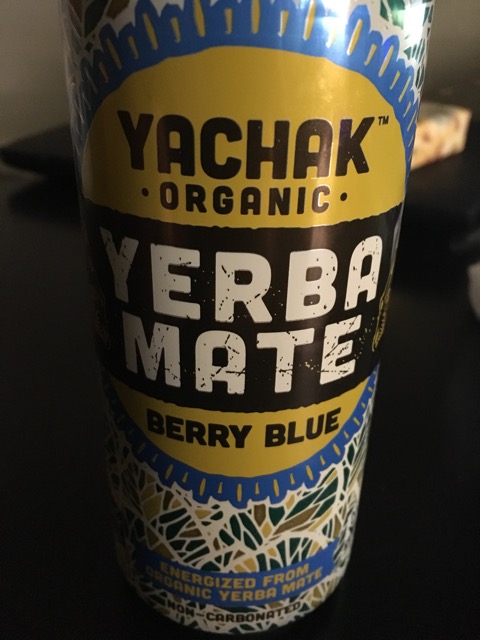 YACHAK™
·ORGANIC·
YERBA
MATE
BERRY BLUE
ENERGIZED FROM
ORGANIC YERBA MATE
NON-CARBONATED